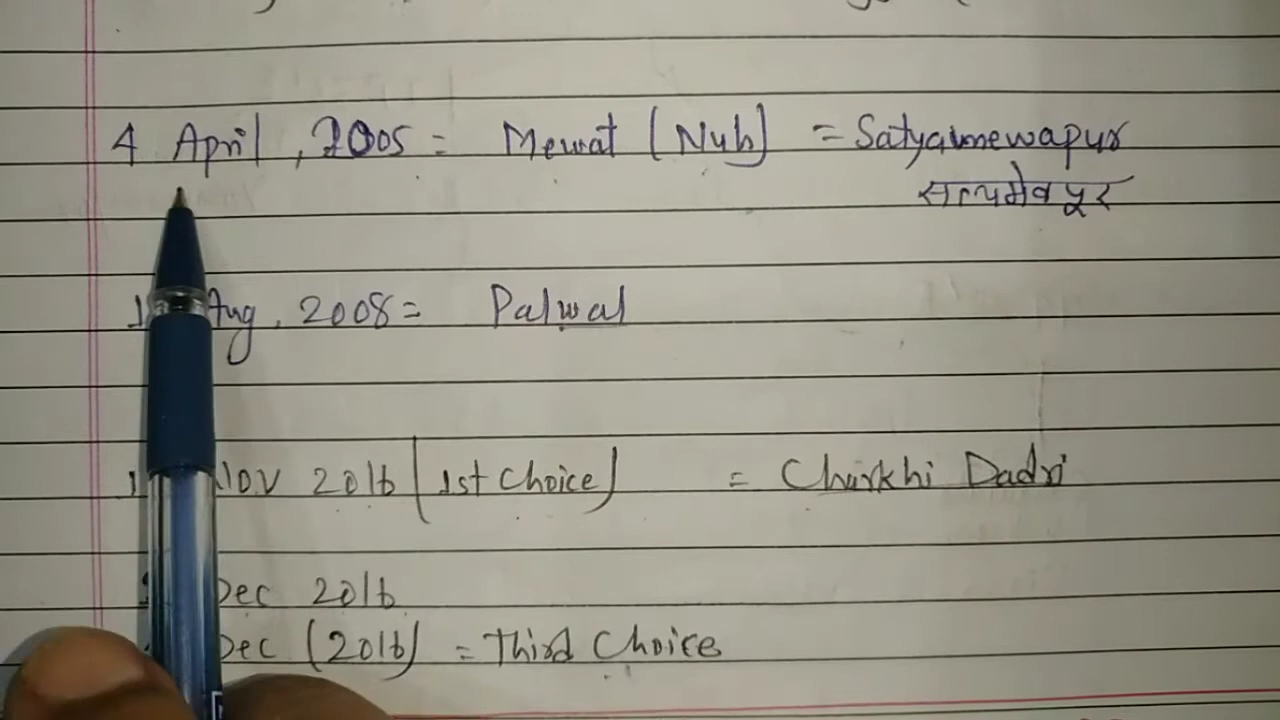 4 April, 2005 = Mewat (Nuh) = Satyamewapur
सत्यमेवपुर
Aug, 2008 = Palwal
Nov 2016 (1st Choice) = Charkhi Dadri
Dec 2016
Dec (2016) = Third Choice